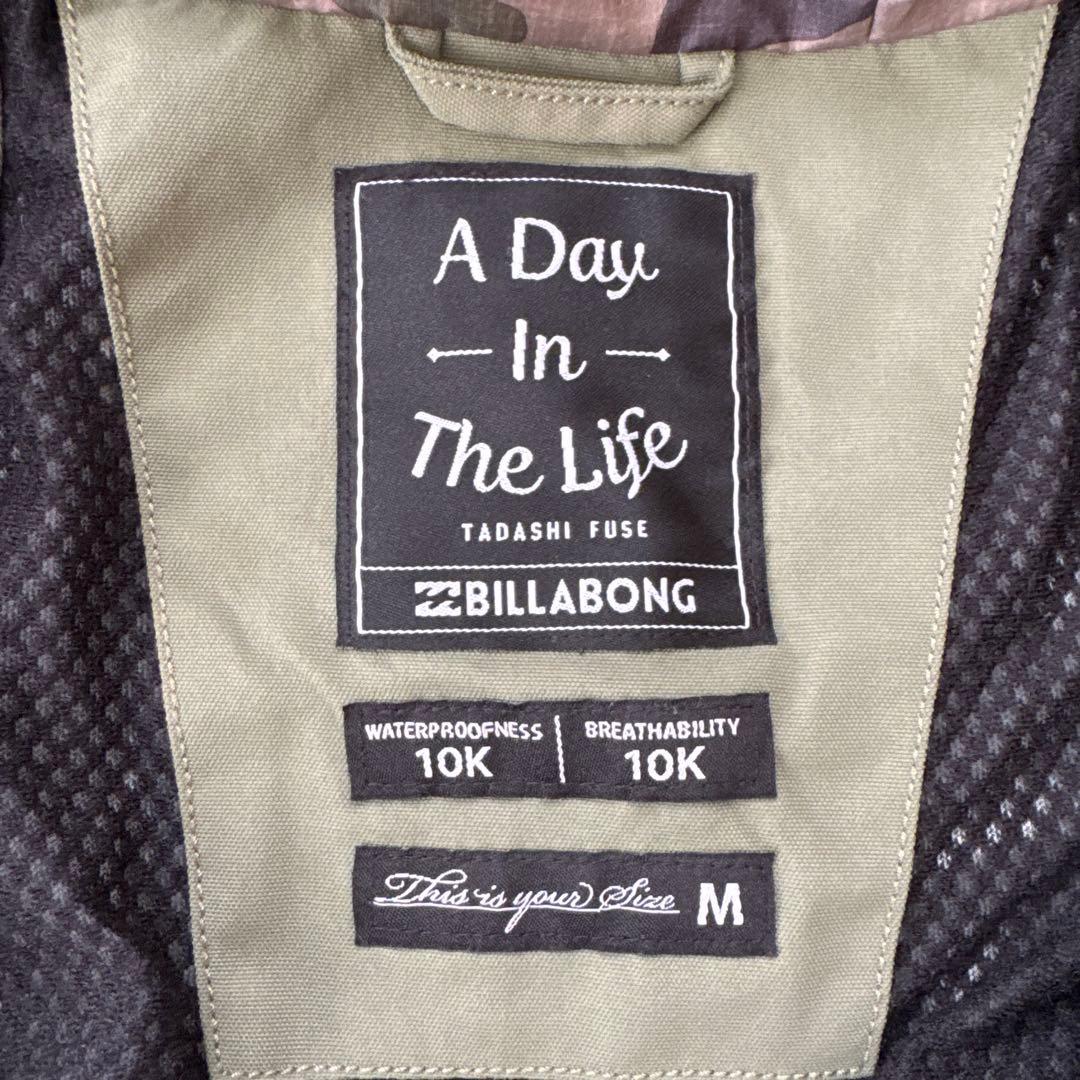 A Day
In
The Life
TADASHI FUSE
BILLABONG
WATERPROOFNESS
10K
BREATHABILITY
10K
This is your Size M